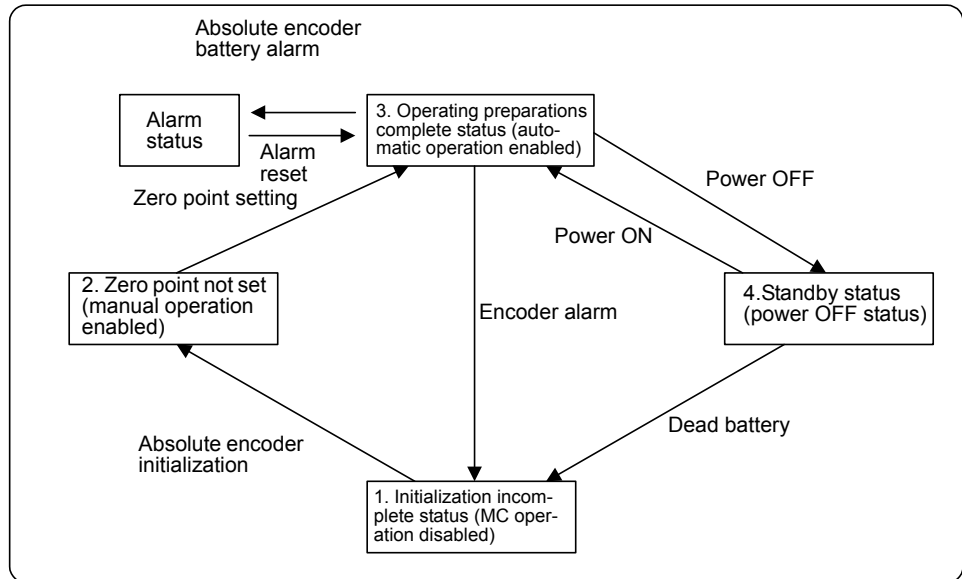 Absolute encoder
battery alarm
Alarm
status
3. Operating preparations
complete status (auto-
matic operation enabled)
Alarm
reset
Zero point setting
Power OFF
Power ON
2. Zero point not set
(manual operation
enabled)
4.Standby status
(power OFF status)
Encoder alarm
Dead battery
Absolute encoder
initialization
1. Initialization incom-
plete status (MC oper-
ation disabled)